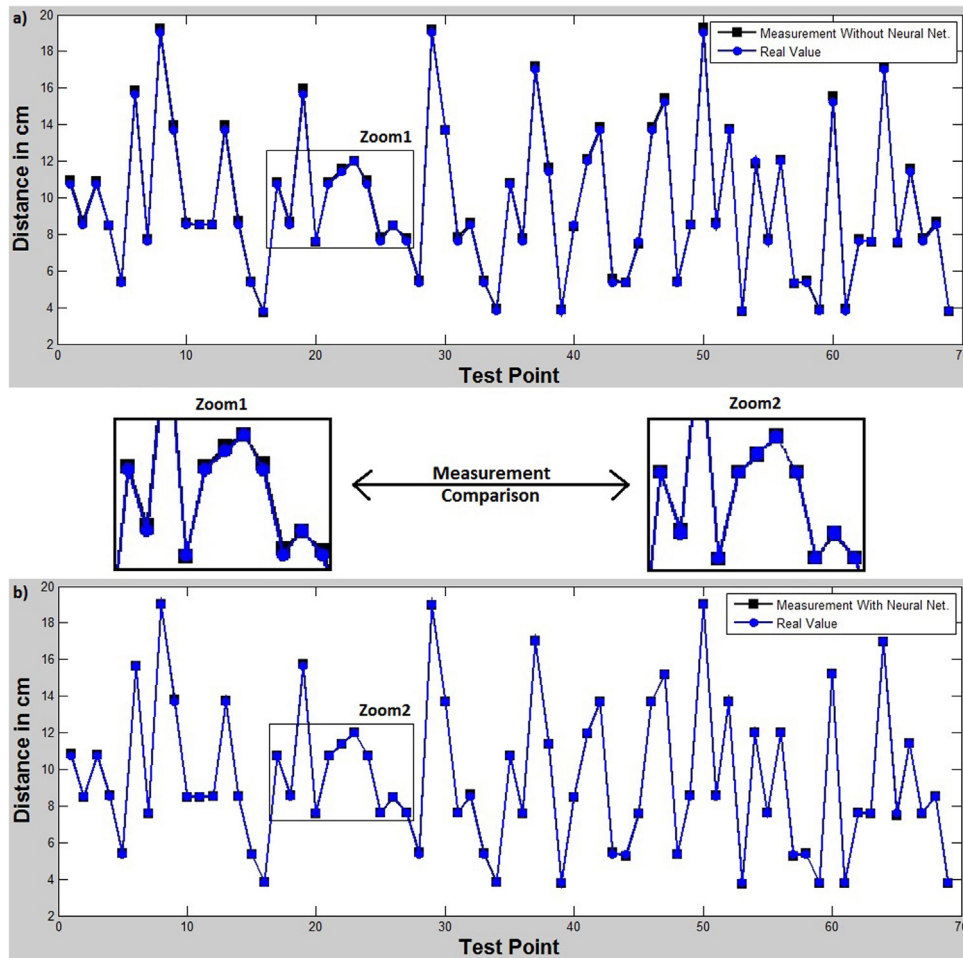 a)
20
18
16
14
12
10
8
6
4
2
Distance in cm
Measurement Without Neural Net.
Real Value
Zoom1
0
10
20
30
40
50
60
70
Test Point
Zoom1
Zoom2
Measurement
Comparison
b)
20
18
16
14
12
10
8
6
4
2
Distance in cm
Measurement With Neural Net.
Real Value
Zoom2
0
10
20
30
40
50
60
70
Test Point